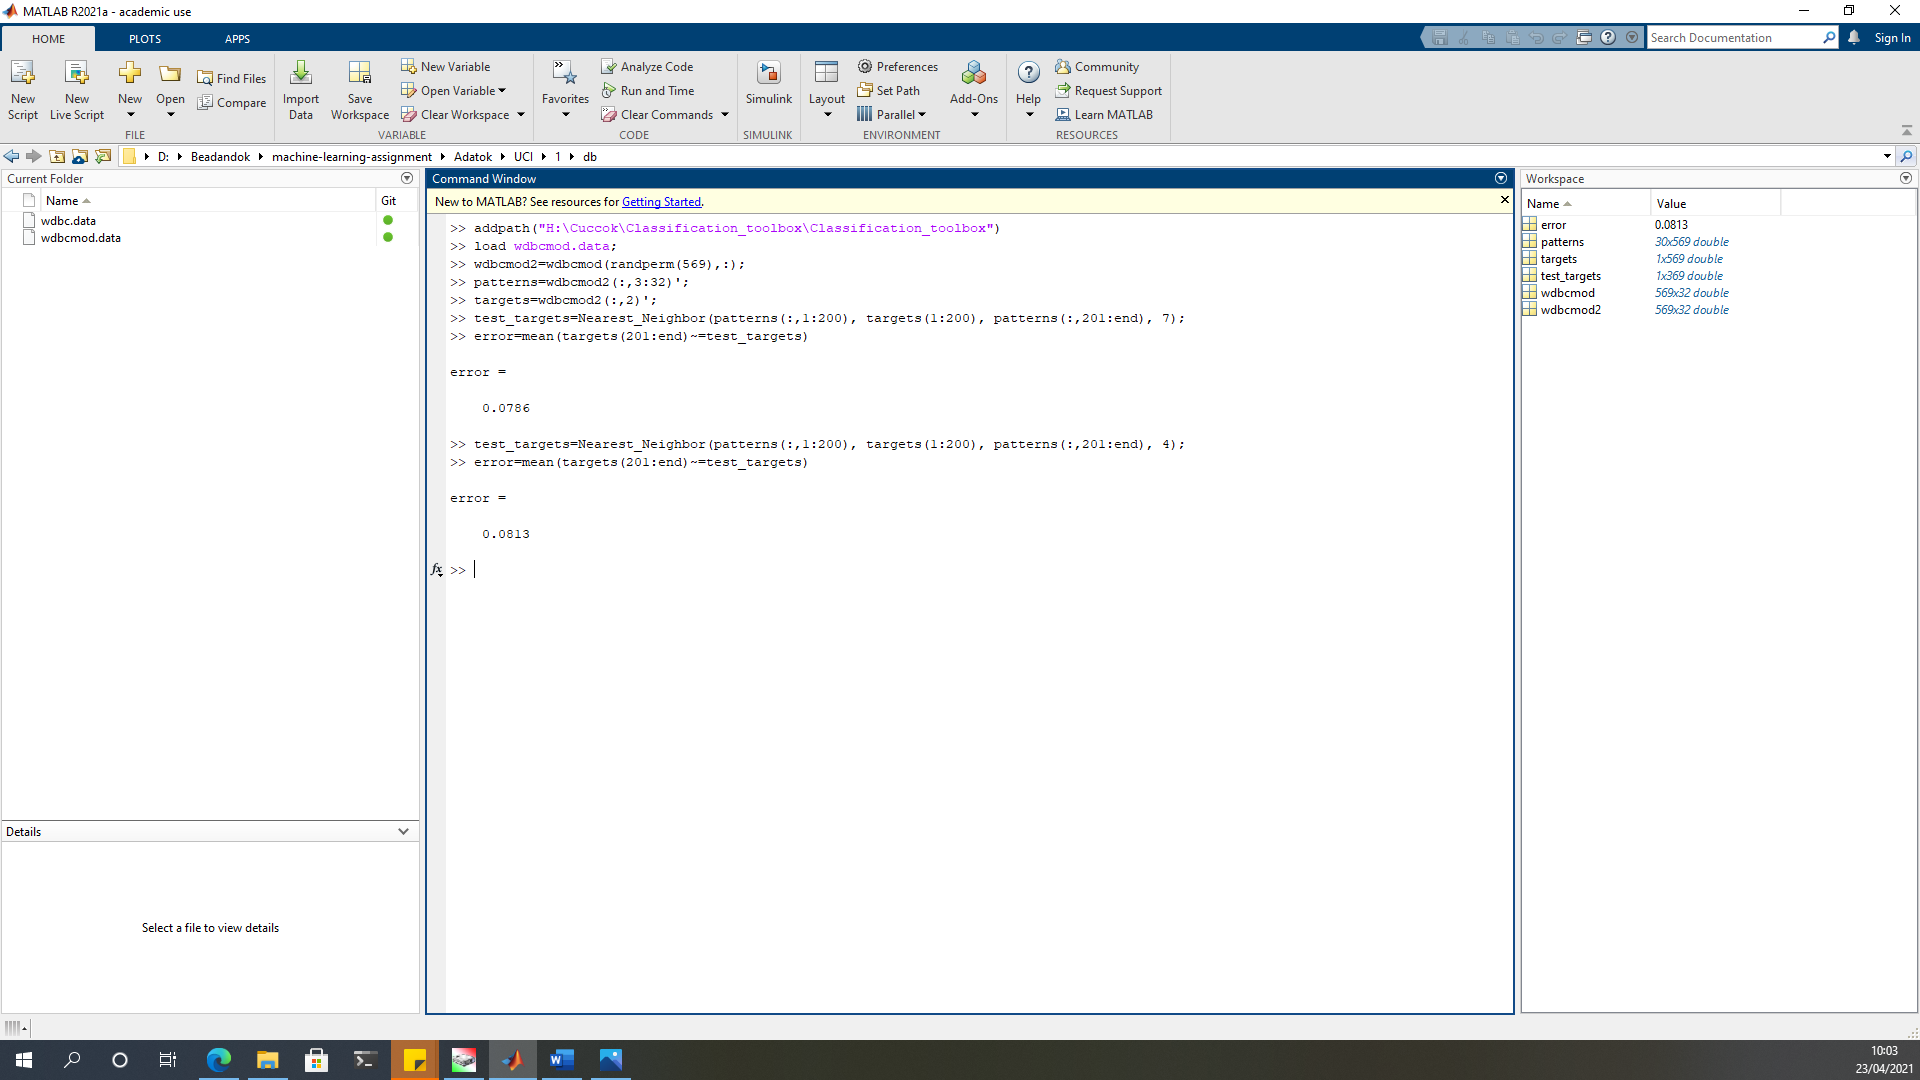 MATLAB R2021a - academic use
HOME PLOTS APPS
Search Documentation
Sign In
New Script
New Live Script
New
Open
Find Files
Compare
FILE
Import Data
Save Workspace
New Variable
Open Variable
Clear Workspace
VARIABLE
Favorites
Analyze Code
Run and Time
Clear Commands
CODE
Simulink
SIMULINK
Layout
Preferences
Set Path
Parallel
Add-Ons
ENVIRONMENT
Help
Community
Request Support
Learn MATLAB
RESOURCES
D: Beadandok machine-learning-assignment Adatok UCI 1 db
Current Folder
Name Git
wdbc.data
wdbcmod.data
Details
Select a file to view details
Command Window
New to MATLAB? See resources for Getting Started.
>> addpath("H:\Cuccok\Classification_toolbox\Classification_toolbox")
>> load wdbcmod.data;
>> wdbcmod2=wdbcmod(randperm(569),:);
>> patterns=wdbcmod2(:,3:32)';
>> targets=wdbcmod2(:,2)';
>> test_targets=Nearest_Neighbor(patterns(:,1:200), targets(1:200), patterns(:,201:end), 7);
>> error=mean(targets(201:end)~=test_targets)
error =
0.0786
>> test_targets=Nearest_Neighbor(patterns(:,1:200), targets(1:200), patterns(:,201:end), 4);
>> error=mean(targets(201:end)~=test_targets)
error =
0.0813
fx >>
Workspace
Name Value
error 0.0813
patterns 30x569 double
targets 1x569 double
test_targets 1x369 double
wdbcmod 569x32 double
wdbcmod2 569x32 double
10:03
23/04/2021